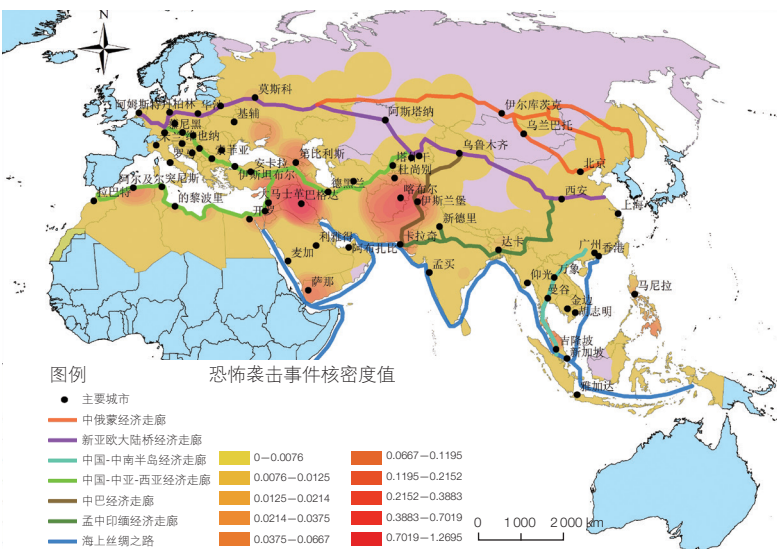 N
莫斯科
阿姆斯特丹
柏林
华沙
基辅
阿斯塔纳
伊尔库茨克
乌兰巴托
慕尼黑
维也纳
索菲亚
安卡拉
伊斯坦布尔
第比利斯
塔什干
杜尚别
乌鲁木齐
北京
西安
上海
拉巴特
阿尔及尔
突尼斯
的黎波里
开罗
大马士革
巴格达
德黑兰
喀布尔
伊斯兰堡
新德里
卡拉奇
达卡
广州
香港
利雅得
麦加
阿布扎比
萨那
孟买
仰光
万象
曼谷
金边
胡志明
马尼拉
吉隆坡
新加坡
雅加达
图例
恐怖袭击事件核密度值
主要城市
中俄蒙经济走廊
新亚欧大陆桥经济走廊
中国-中南半岛经济走廊
中国-中亚-西亚经济走廊
中巴经济走廊
孟中印缅经济走廊
海上丝绸之路
0—0.0076
0.0076—0.0125
0.0125—0.0214
0.0214—0.0375
0.0375—0.0667
0.0667—0.1195
0.1195—0.2152
0.2152—0.3883
0.3883—0.7019
0.7019—1.2695
0 1 000 2 000 km